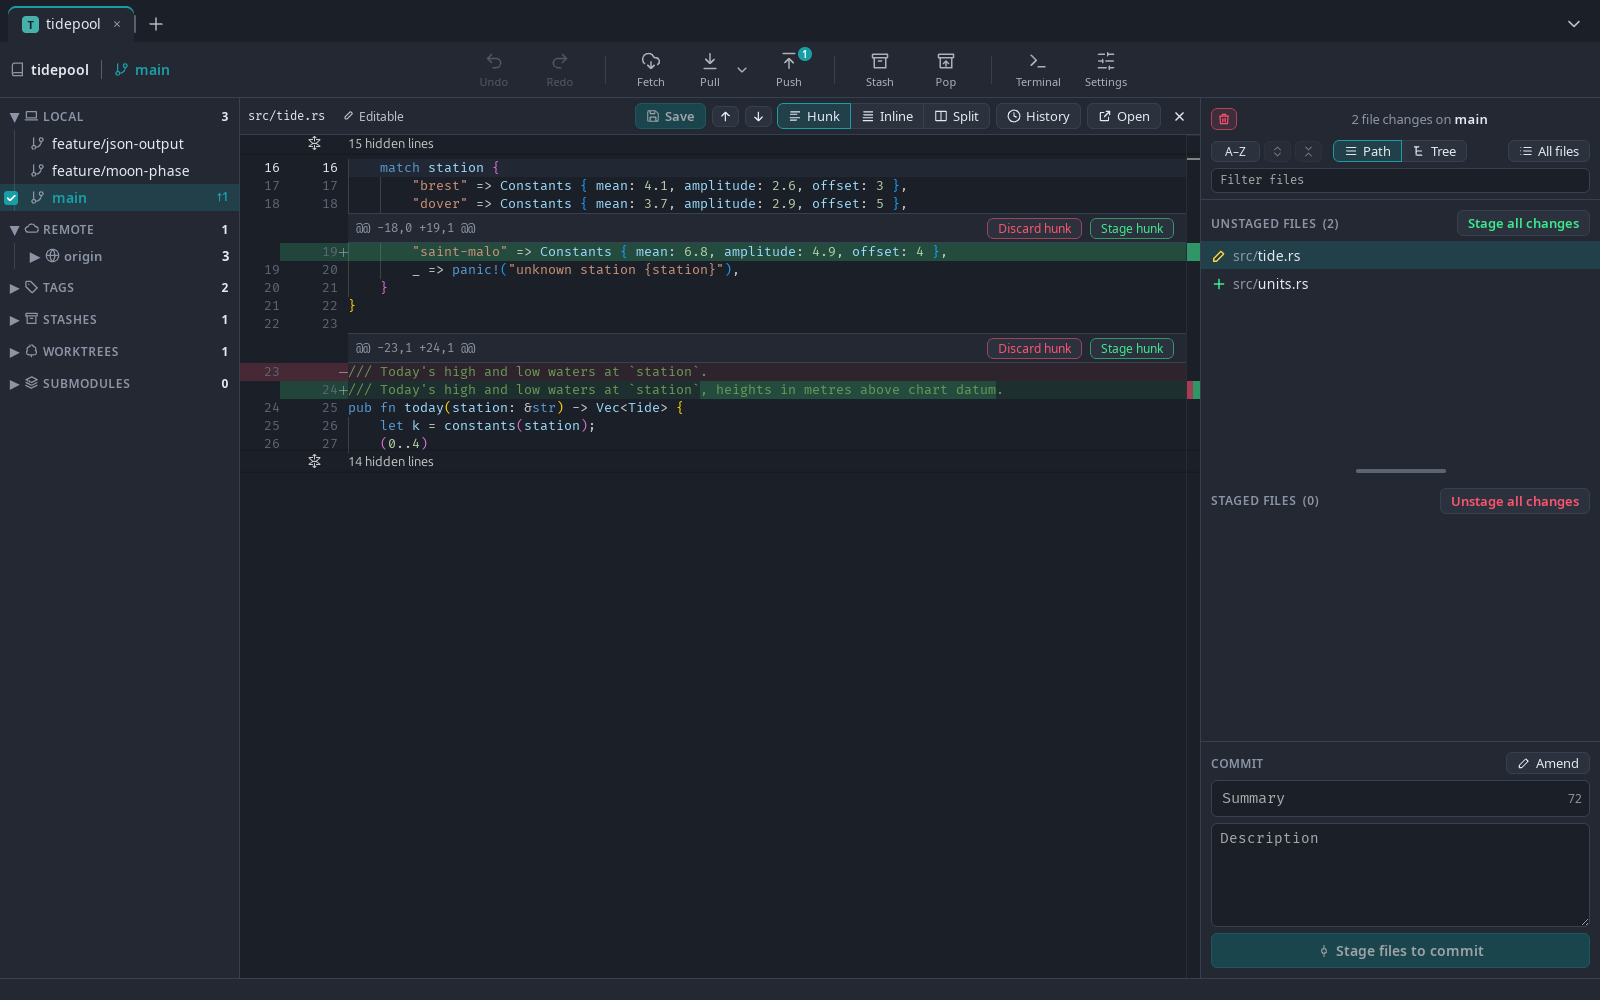 T tidepool ×
tidepool main
Undo Redo Fetch Pull Push 1 Stash Pop Terminal Settings
LOCAL 3
feature/json-output
feature/moon-phase
main ↑1
REMOTE 1
origin 3
TAGS 2
STASHES 1
WORKTREES 1
SUBMODULES 0
src/tide.rs Editable Save Hunk Inline Split History Open
15 hidden lines
16 16 match station {
17 17 "brest" => Constants { mean: 4.1, amplitude: 2.6, offset: 3 },
18 18 "dover" => Constants { mean: 3.7, amplitude: 2.9, offset: 5 },
@@ -18,0 +19,1 @@ Discard hunk Stage hunk
19+ "saint-malo" => Constants { mean: 6.8, amplitude: 4.9, offset: 4 },
19 20 _ => panic!("unknown station {station}"),
20 21 }
21 22 }
22 23
@@ -23,1 +24,1 @@ Discard hunk Stage hunk
23 —/// Today's high and low waters at `station`.
24+/// Today's high and low waters at `station`, heights in metres above chart datum.
24 25 pub fn today(station: &str) -> Vec<Tide> {
25 26 let k = constants(station);
26 27 (0..4)
14 hidden lines
2 file changes on main
A–Z Path Tree All files
Filter files
UNSTAGED FILES (2) Stage all changes
src/tide.rs
src/units.rs
STAGED FILES (0) Unstage all changes
COMMIT Amend
Summary 72
Description
Stage files to commit